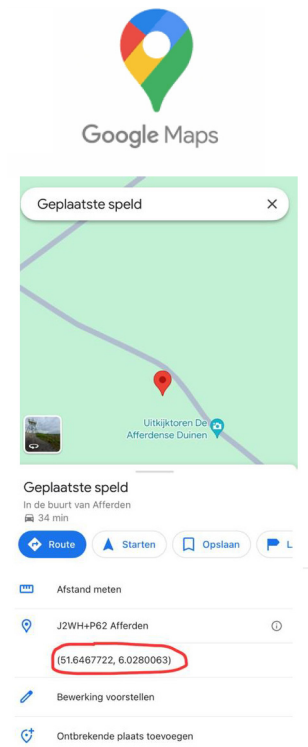 Google Maps
Geplaatste speld
Uitkijktoren De
Afferdense Duinen
Geplaatste speld
In de buurt van Afferden
34 min
Route
Starten
Opslaan
L
Afstand meten
J2WH+P62 Afferden
(51.6467722, 6.0280063)
Bewerking voorstellen
Ontbrekende plaats toevoegen